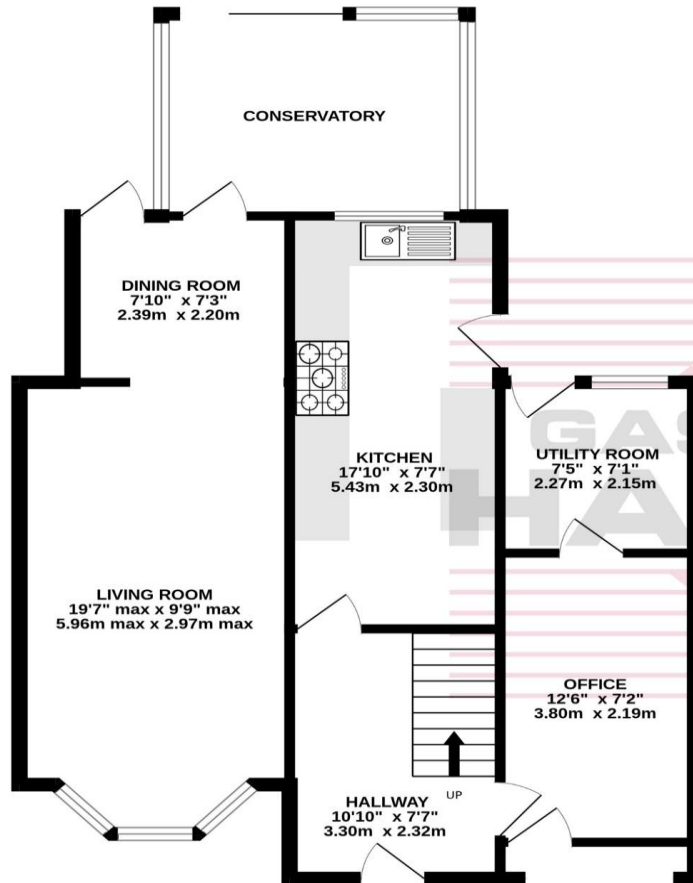 CONSERVATORY
DINING ROOM
7'10" x 7'3"
2.39m x 2.20m
KITCHEN
17'10" x 7'7"
5.43m x 2.30m
GAS
HA
UTILITY ROOM
7'5" x 7'1"
2.27m x 2.15m
LIVING ROOM
19'7" max x 9'9" max
5.96m max x 2.97m max
OFFICE
12'6" x 7'2"
3.80m x 2.19m
UP
HALLWAY
10'10" x 7'7"
3.30m x 2.32m